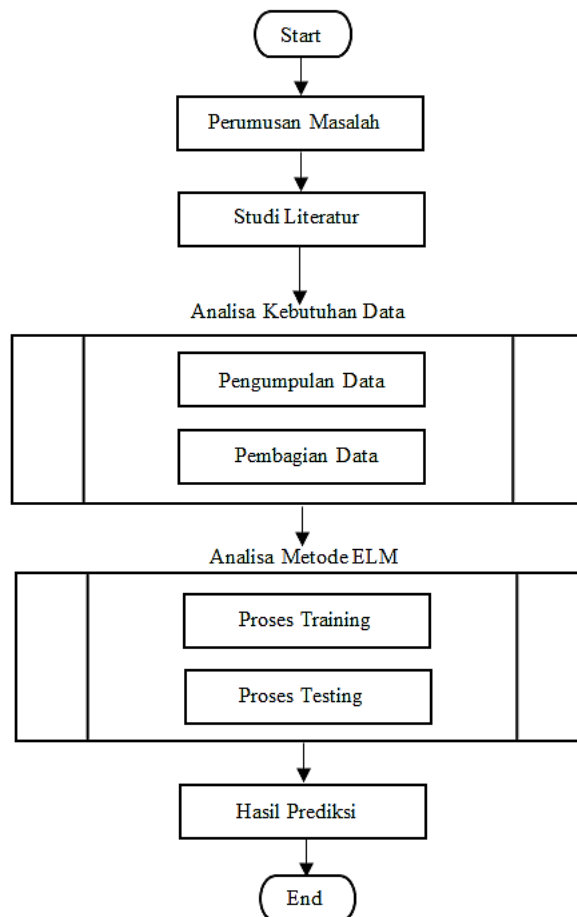 Start
Perumusan Masalah
Studi Literatur
Analisa Kebutuhan Data
Pengumpulan Data
Pembagian Data
Analisa Metode ELM
Proses Training
Proses Testing
Hasil Prediksi
End